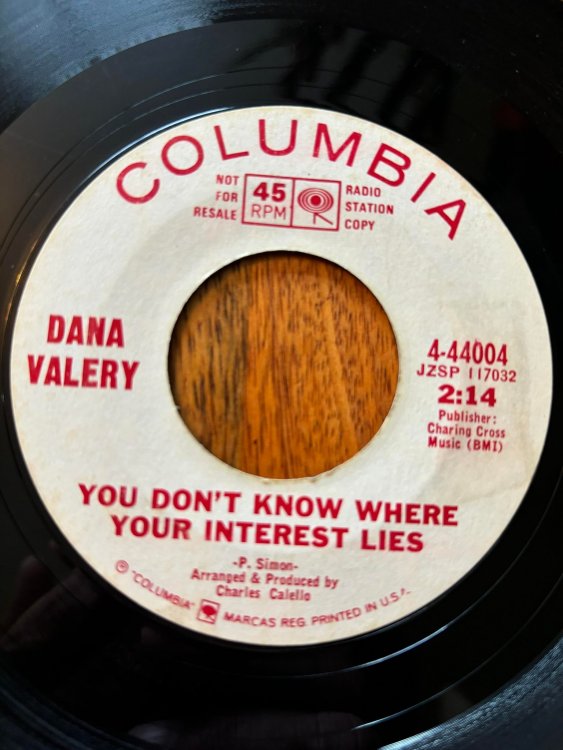 COLUMBIA
NOT
FOR
RESALE
45
RPM
RADIO
STATION
COPY
DANA
VALERY
4-44004
JZSP 117032
2:14
Publisher:
Charing Cross
Music (BMI)
YOU DON'T KNOW WHERE
YOUR INTEREST LIES
-P. Simon-
Arranged & Produced by
Charles Calello
℗ "COLUMBIA" MARCAS REG. PRINTED IN U.S.A.